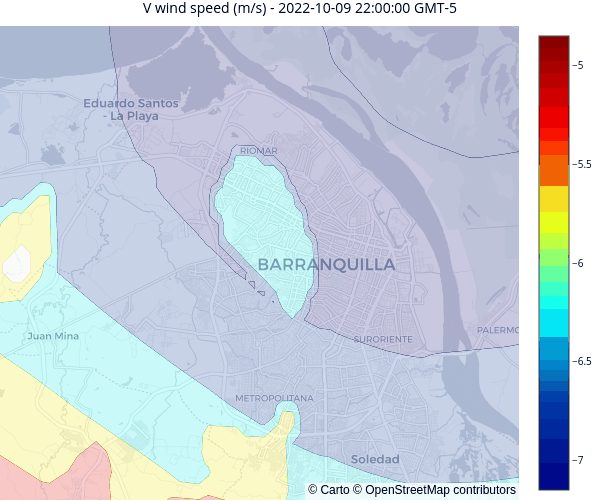 V wind speed (m/s) - 2022-10-09 22:00:00 GMT-5
−5
Eduardo Santos
- La Playa
RIOMAR
−5.5
BARRANQUILLA
−6
PALERMO
Juan Mina
SURORIENTE
−6.5
METROPOLITANA
Soledad
−7
© Carto © OpenStreetMap contributors